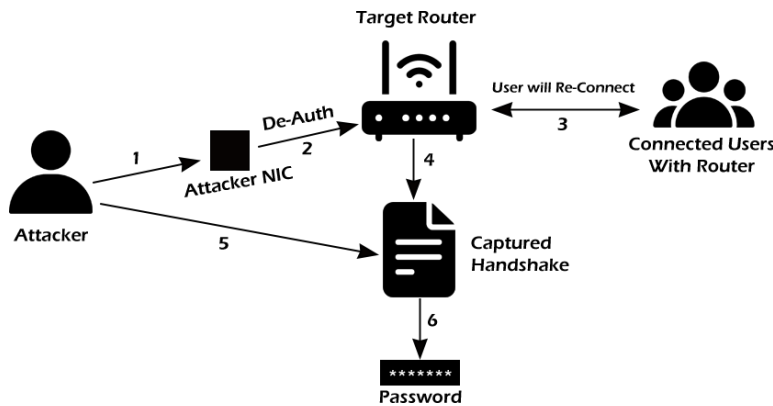 Target Router
User will Re-Connect
3
Connected Users
With Router
De-Auth
2
1
Attacker NIC
Attacker
4
5
Captured
Handshake
6
*******
Password